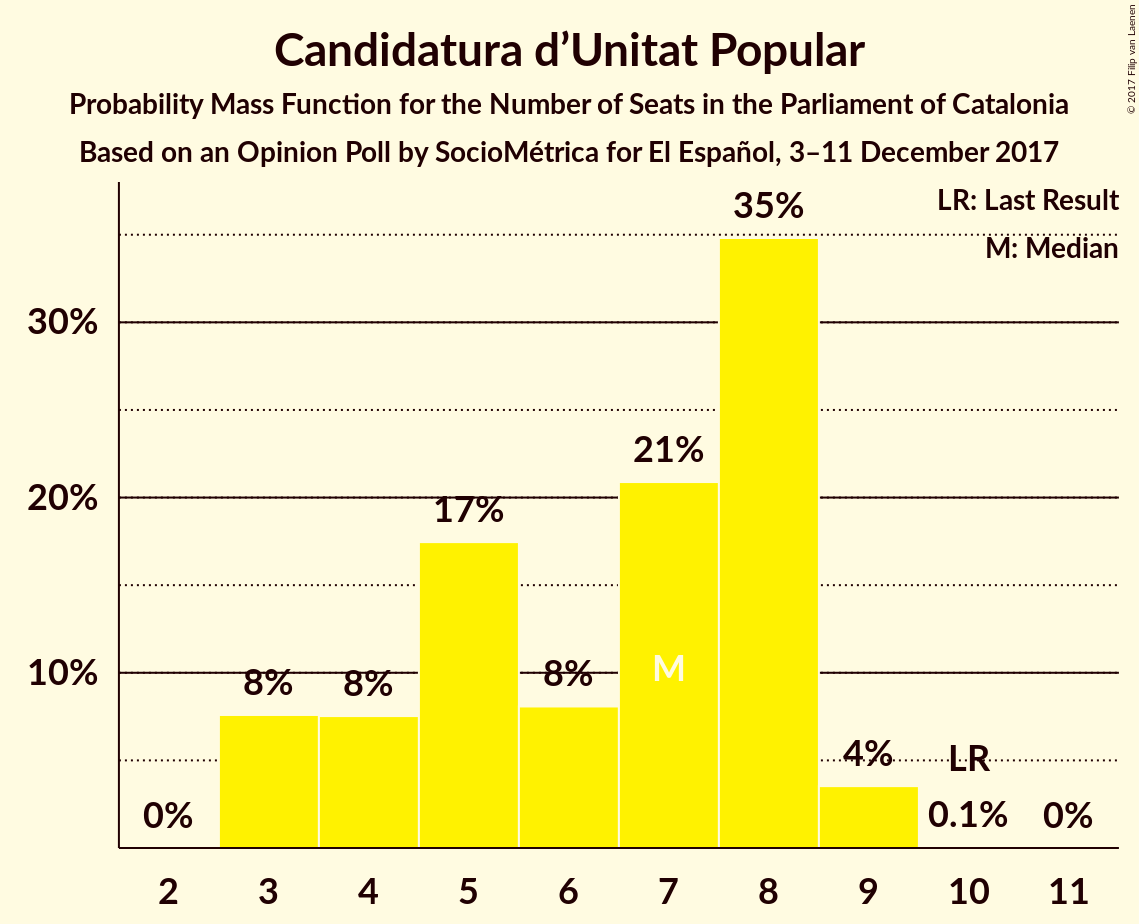 Candidatura d’Unitat Popular
Probability Mass Function for the Number of Seats in the Parliament of Catalonia
Based on an Opinion Poll by SocioMétrica for El Español, 3–11 December 2017
© 2017 Filip van Laenen
LR: Last Result
M: Median
35%
30%
21%
20%
17%
10%
8%
8%
8%
M
4%
LR
0%
0.1%
0%
2 3 4 5 6 7 8 9 10 11